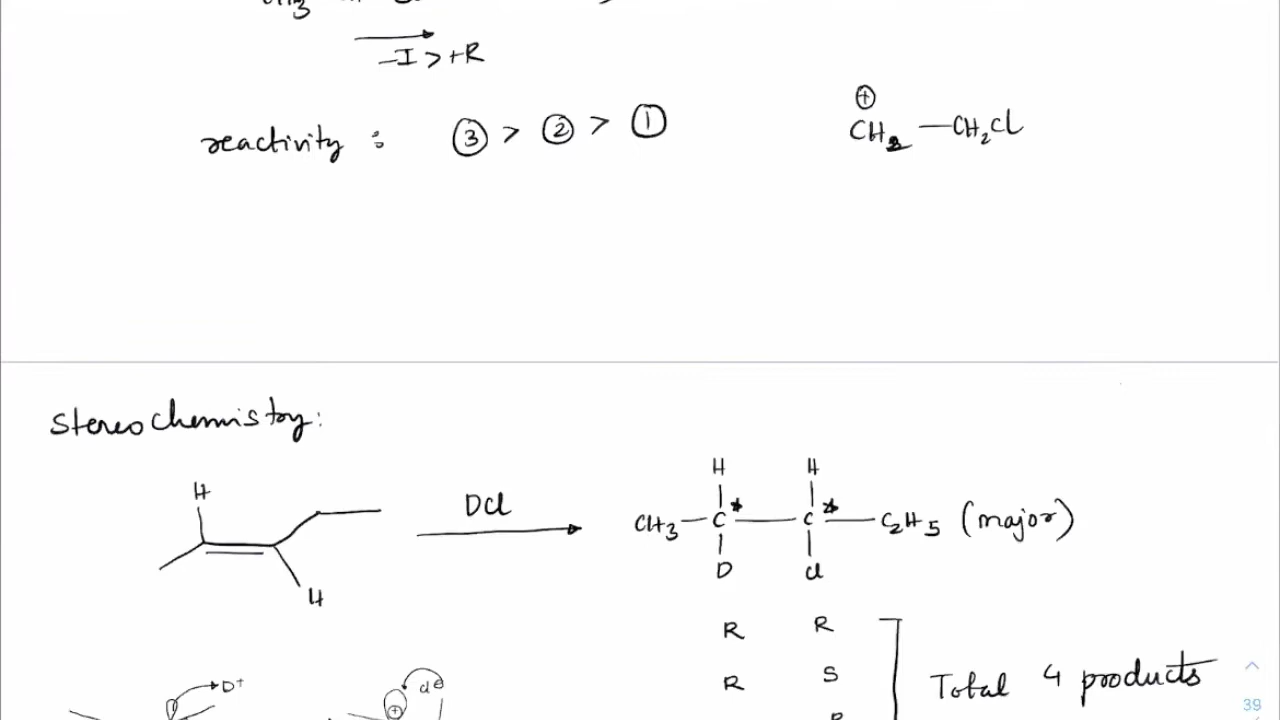 –I > +R
reactivity : ③ > ② > ①
⊕
CH₂ — CH₂Cl
Stereochemistry:
H
DCl
H H
CH₃ — C* — C* — C₂H₅ (major)
D Cl
H
R R
R S
Total 4 products
D⁺
Cl⊖
⊕
R
39